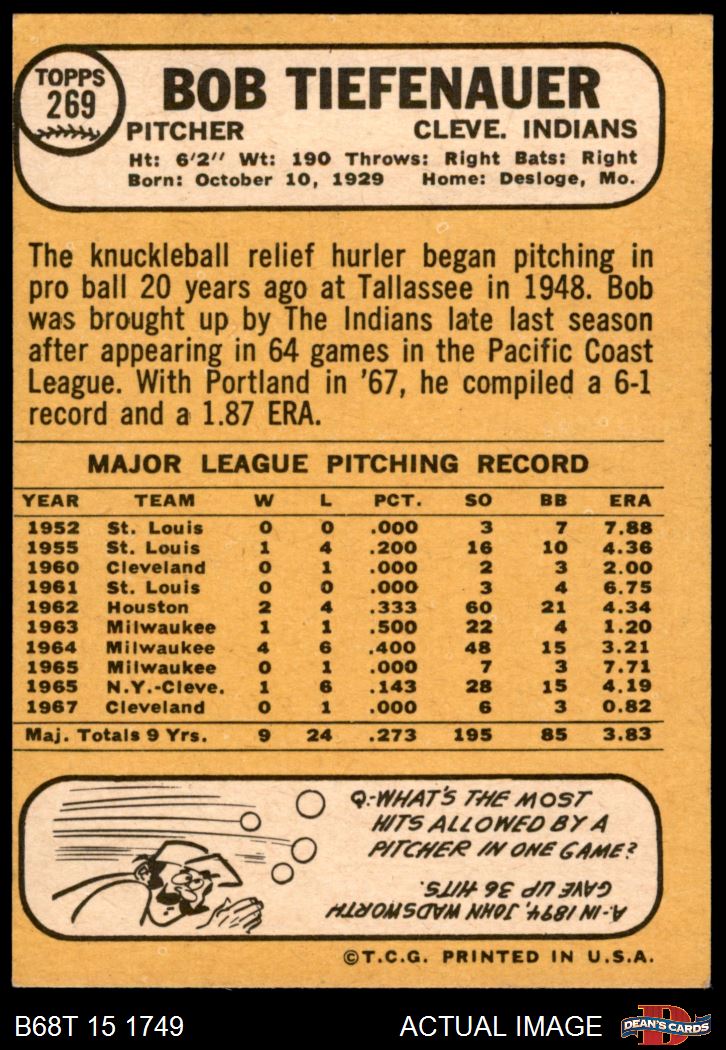 TOPPS
269
BOB TIEFENAUER
PITCHER CLEVE. INDIANS
Ht: 6'2'' Wt: 190 Throws: Right Bats: Right
Born: October 10, 1929 Home: Desloge, Mo.
The knuckleball relief hurler began pitching in
pro ball 20 years ago at Tallassee in 1948. Bob
was brought up by The Indians late last season
after appearing in 64 games in the Pacific Coast
League. With Portland in '67, he compiled a 6-1
record and a 1.87 ERA.
MAJOR LEAGUE PITCHING RECORD
YEAR TEAM W L PCT. SO BB ERA
1952 St. Louis 0 0 .000 3 7 7.88
1955 St. Louis 1 4 .200 16 10 4.36
1960 Cleveland 0 1 .000 2 3 2.00
1961 St. Louis 0 0 .000 3 4 6.75
1962 Houston 2 4 .333 60 21 4.34
1963 Milwaukee 1 1 .500 22 4 1.20
1964 Milwaukee 4 6 .400 48 15 3.21
1965 Milwaukee 0 1 .000 7 3 7.71
1965 N.Y.-Cleve. 1 6 .143 28 15 4.19
1967 Cleveland 0 1 .000 6 3 0.82
Maj. Totals 9 Yrs. 9 24 .273 195 85 3.83
Q-WHAT'S THE MOST
HITS ALLOWED BY A
PITCHER IN ONE GAME?
A-IN 1894, JOHN WADSWORTH
GAVE UP 36 HITS.
©T.C.G. PRINTED IN U.S.A.
B68T 15 1749 ACTUAL IMAGE
D
DEAN'S CARDS